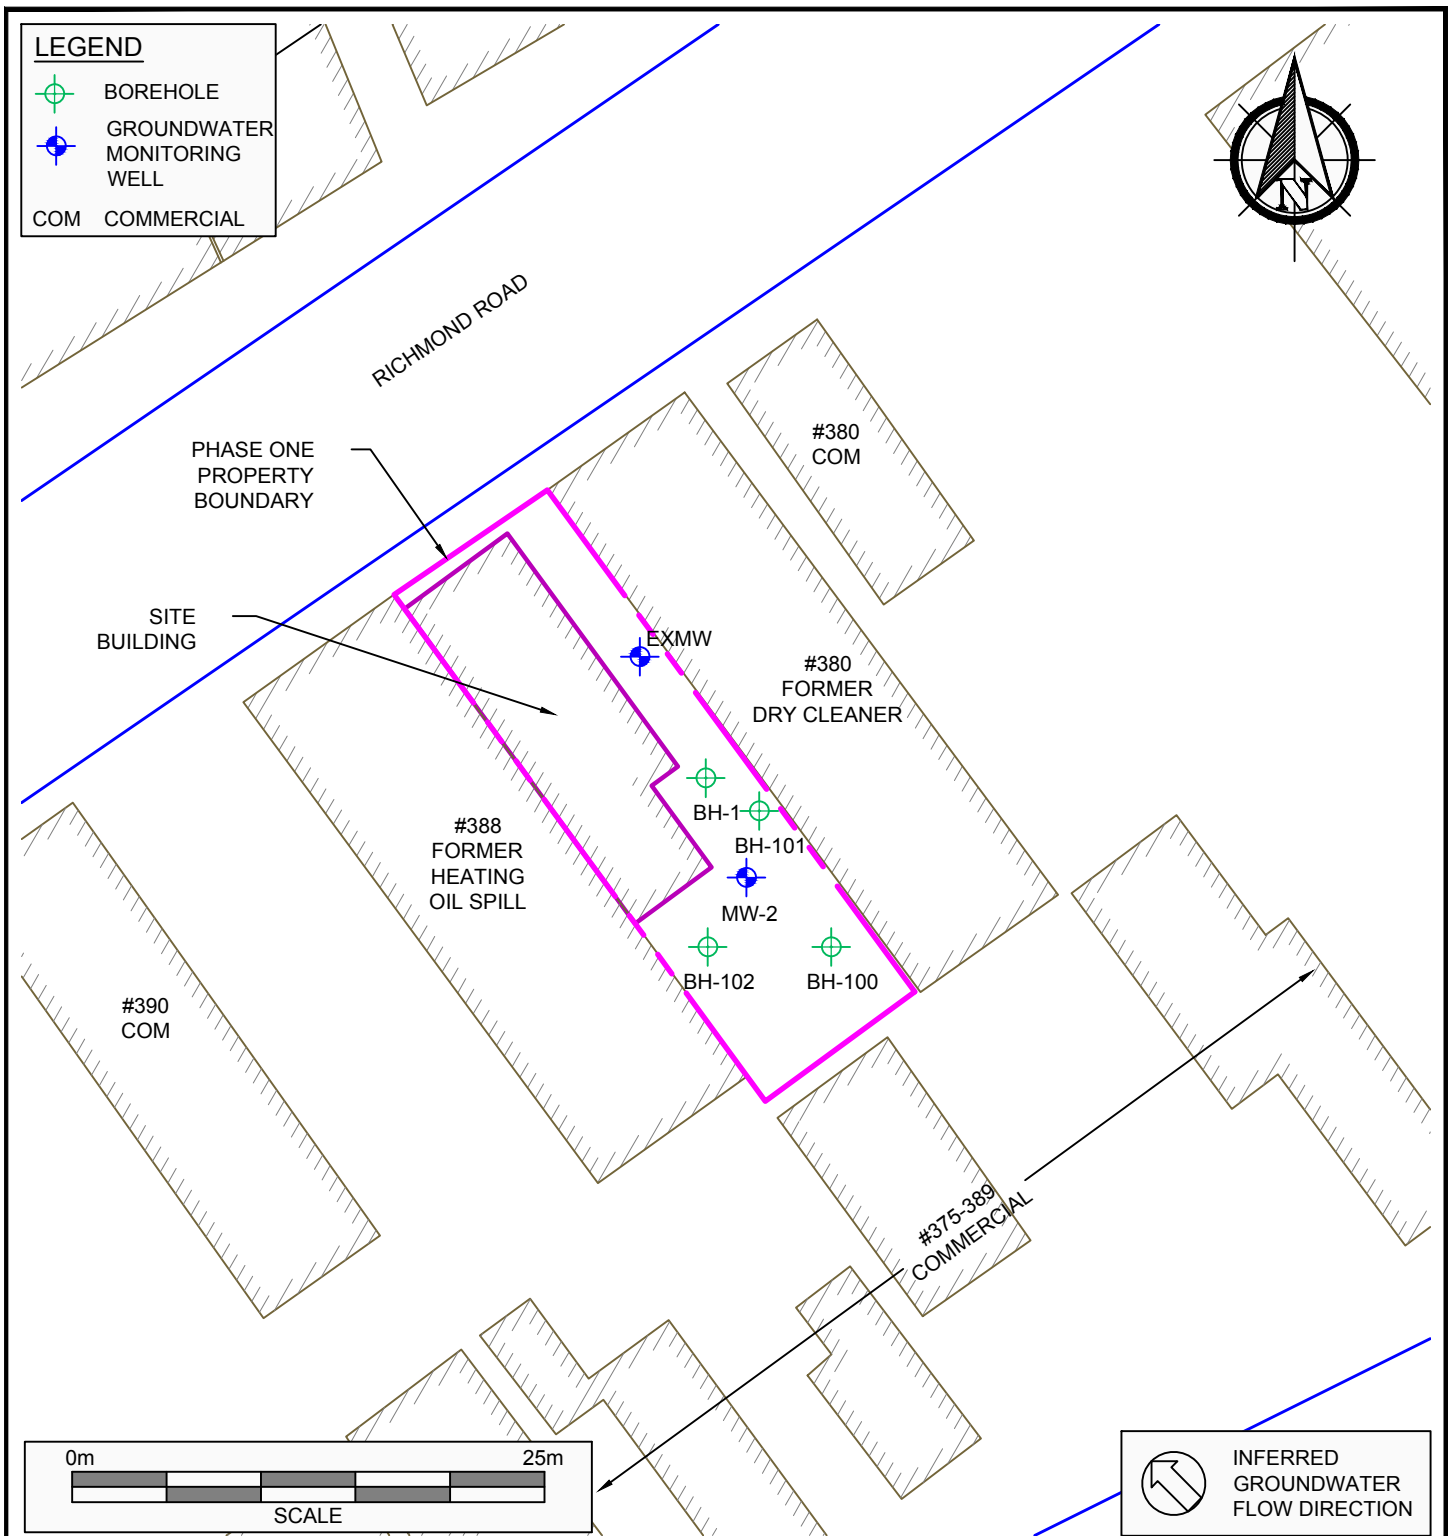 LEGEND
BOREHOLE
GROUNDWATER
MONITORING
WELL
COM COMMERCIAL
N
RICHMOND ROAD
PHASE ONE
PROPERTY
BOUNDARY
#380
COM
SITE
BUILDING
EXMW
#380
FORMER
DRY CLEANER
BH-1
BH-101
#388
FORMER
HEATING
OIL SPILL
MW-2
BH-102
BH-100
#390
COM
#375-389
COMMERCIAL
0m 25m
SCALE
INFERRED
GROUNDWATER
FLOW DIRECTION